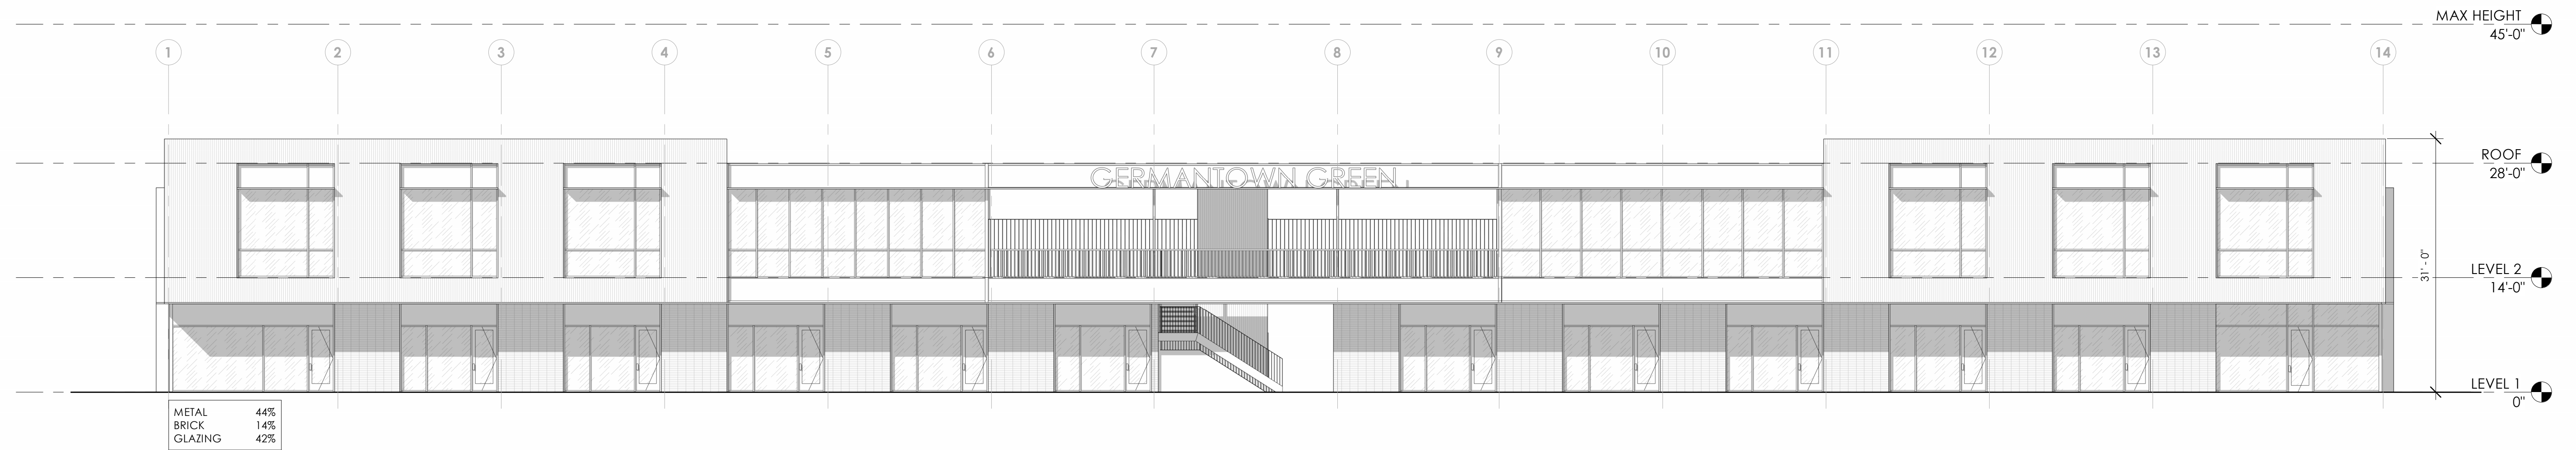 MAX HEIGHT
45'-0"
1 2 3 4 5 6 7 8 9 10 11 12 13 14
ROOF
28'-0"
GERMANTOWN GREEN
31' - 0"
LEVEL 2
14'-0"
LEVEL 1
0"
METAL 44%
BRICK 14%
GLAZING 42%